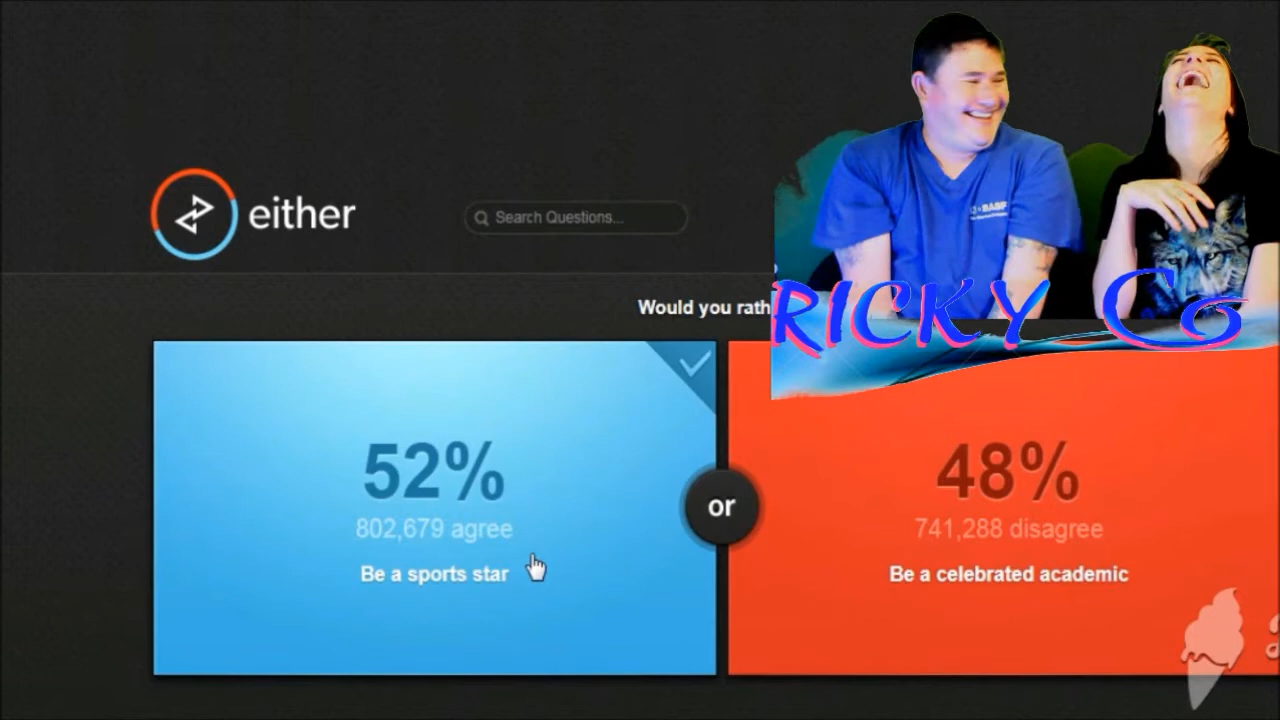 either
Search Questions...
Would you rath
RICKY CG
52%
802,679 agree
Be a sports star
or
48%
741,288 disagree
Be a celebrated academic